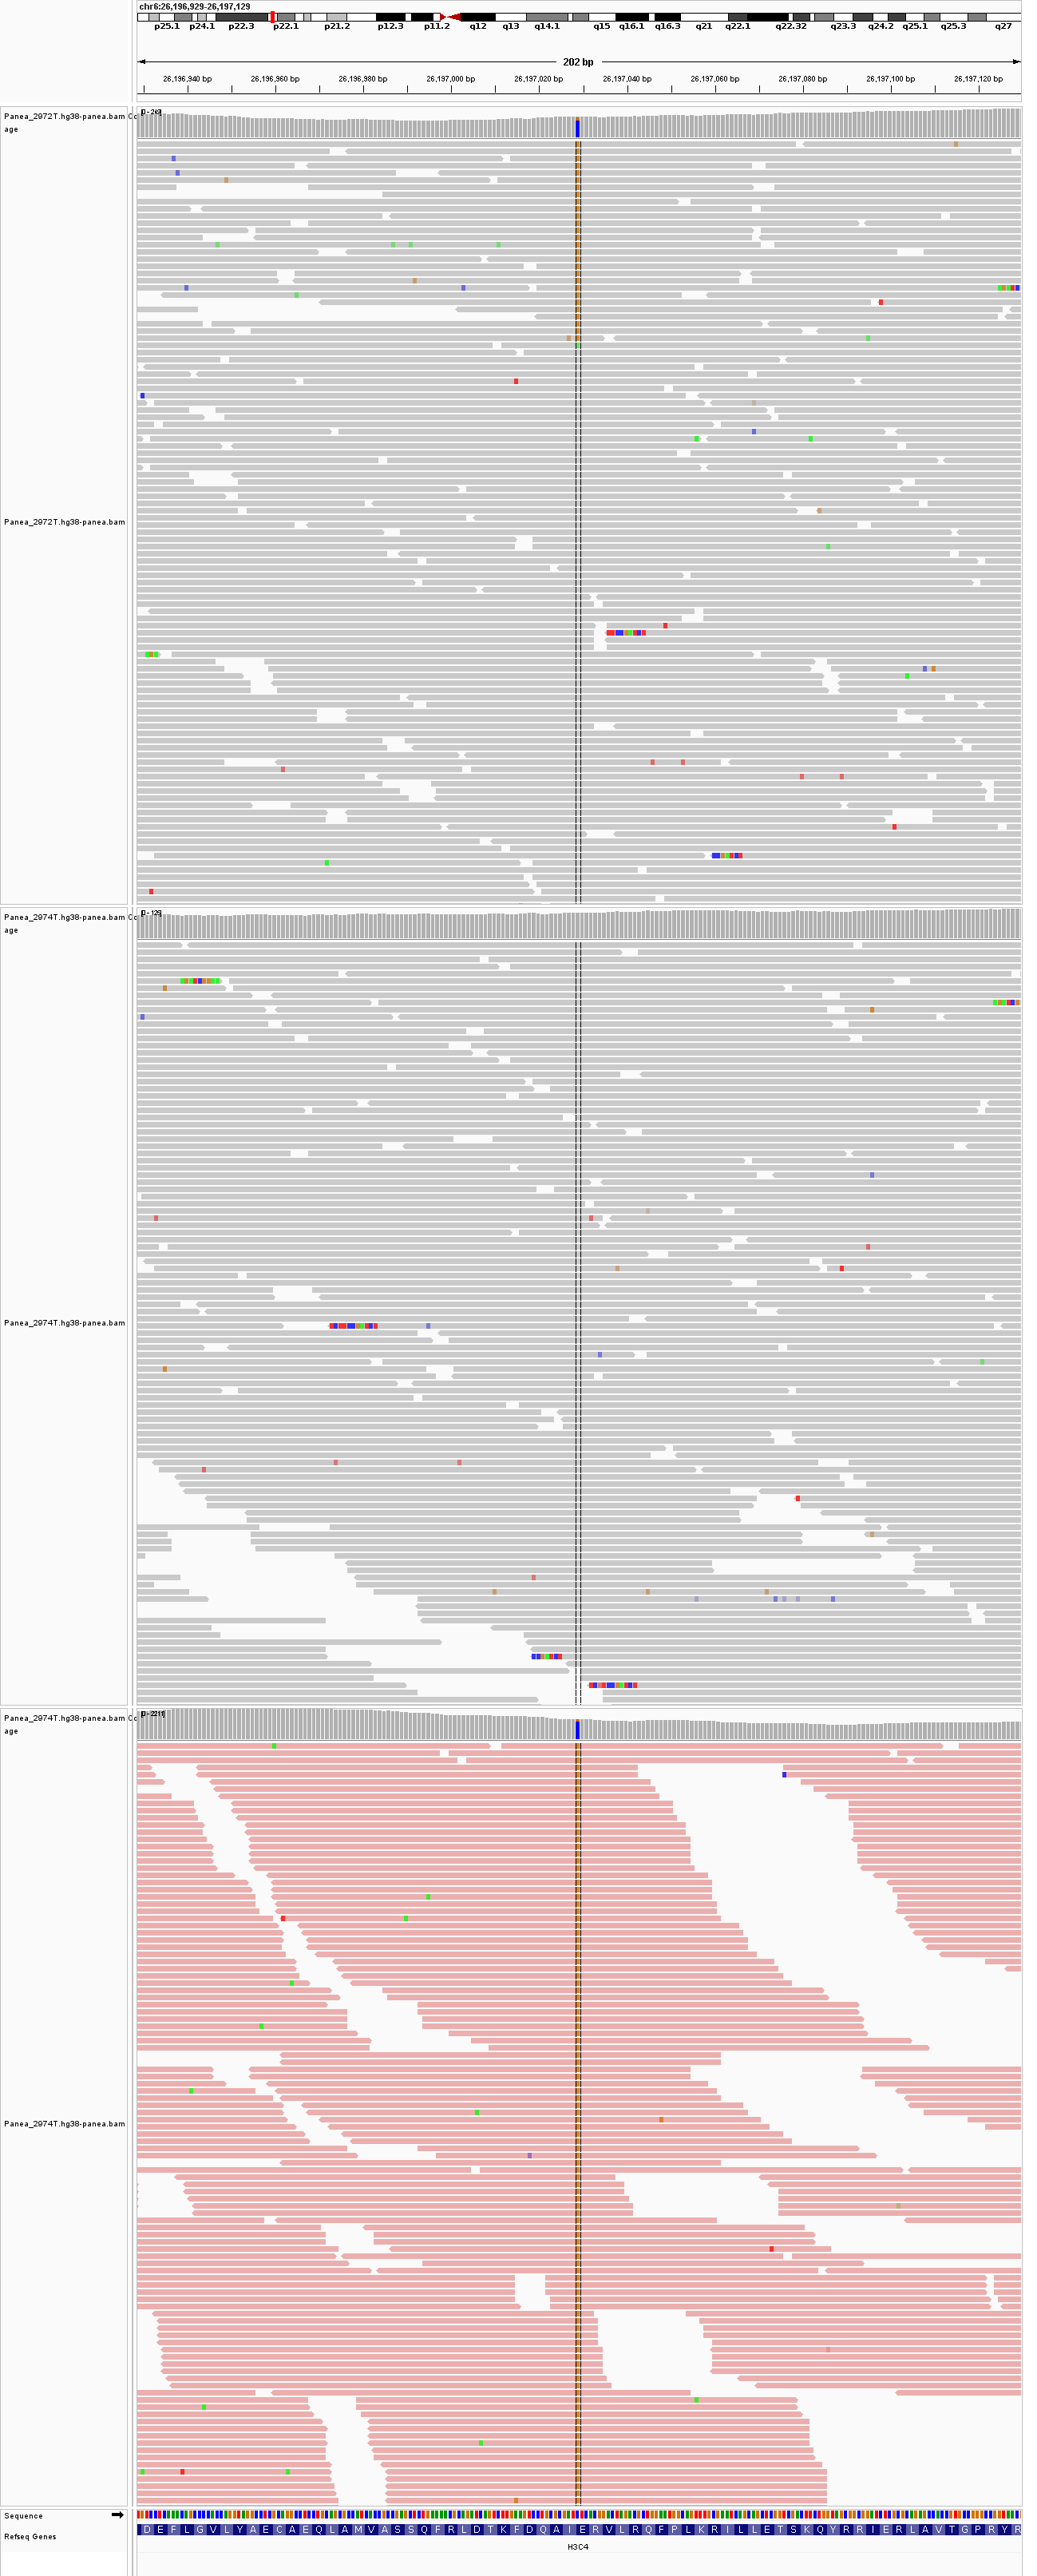 chr6:26,196,929-26,197,129
p25.1 p24.1 p22.3 p22.1 p21.2 p12.3 p11.2 q12 q13 q14.1 q15 q16.1 q16.3 q21 q22.1 q22.32 q23.3 q24.2 q25.1 q25.3 q27
202 bp
26,196,940 bp 26,196,960 bp 26,196,980 bp 26,197,000 bp 26,197,020 bp 26,197,040 bp 26,197,060 bp 26,197,080 bp 26,197,100 bp 26,197,120 bp
Panea_2972T.hg38-panea.bam Co
age
Panea_2972T.hg38-panea.bam
Panea_2974T.hg38-panea.bam Co
age
Panea_2974T.hg38-panea.bam
Panea_2974T.hg38-panea.bam Co
age
Panea_2974T.hg38-panea.bam
Sequence
Refseq Genes
D E F L G V L Y A E C A E Q L A M V A S S Q F R L D T K F D Q A I E R V L R Q F P L K R I L L E T S K Q Y R R I E R L A V T G P R Y R
H3C4